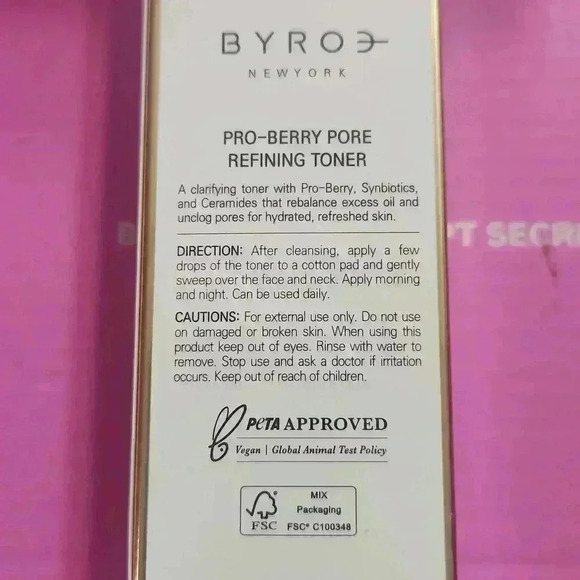 BYROE
NEWYORK
PRO-BERRY PORE
REFINING TONER
A clarifying toner with Pro-Berry, Synbiotics,
and Ceramides that rebalance excess oil and
unclog pores for hydrated, refreshed skin.
DIRECTION: After cleansing, apply a few
drops of the toner to a cotton pad and gently
sweep over the face and neck. Apply morning
and night. Can be used daily.
CAUTIONS: For external use only. Do not use
on damaged or broken skin. When using this
product keep out of eyes. Rinse with water to
remove. Stop use and ask a doctor if irritation
occurs. Keep out of reach of children.
PETA APPROVED
Vegan | Global Animal Test Policy
MIX
Packaging
FSC
FSC® C100348